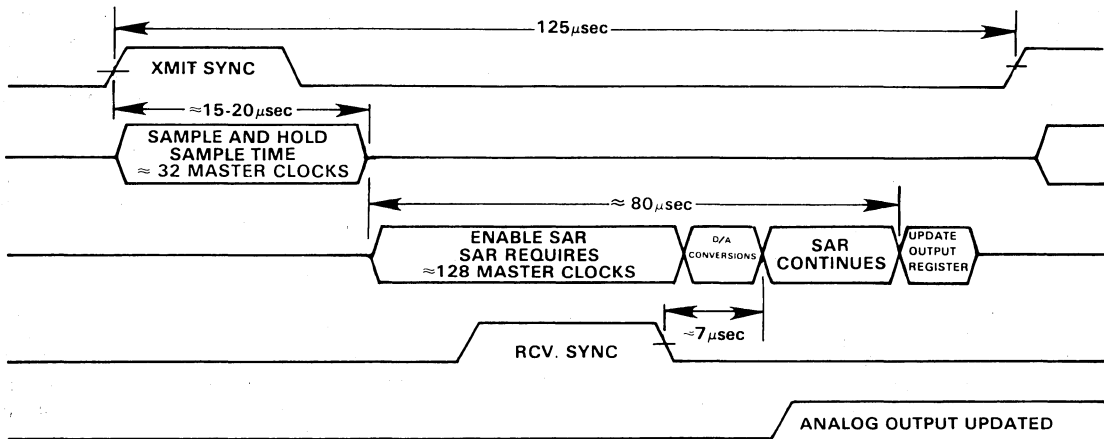 125μsec
XMIT SYNC
≈15-20μsec
SAMPLE AND HOLD
SAMPLE TIME
≈ 32 MASTER CLOCKS
≈ 80μsec
ENABLE SAR
SAR REQUIRES
≈128 MASTER CLOCKS
D/A
CONVERSIONS
SAR
CONTINUES
UPDATE
OUTPUT
REGISTER
≈7μsec
RCV. SYNC
ANALOG OUTPUT UPDATED